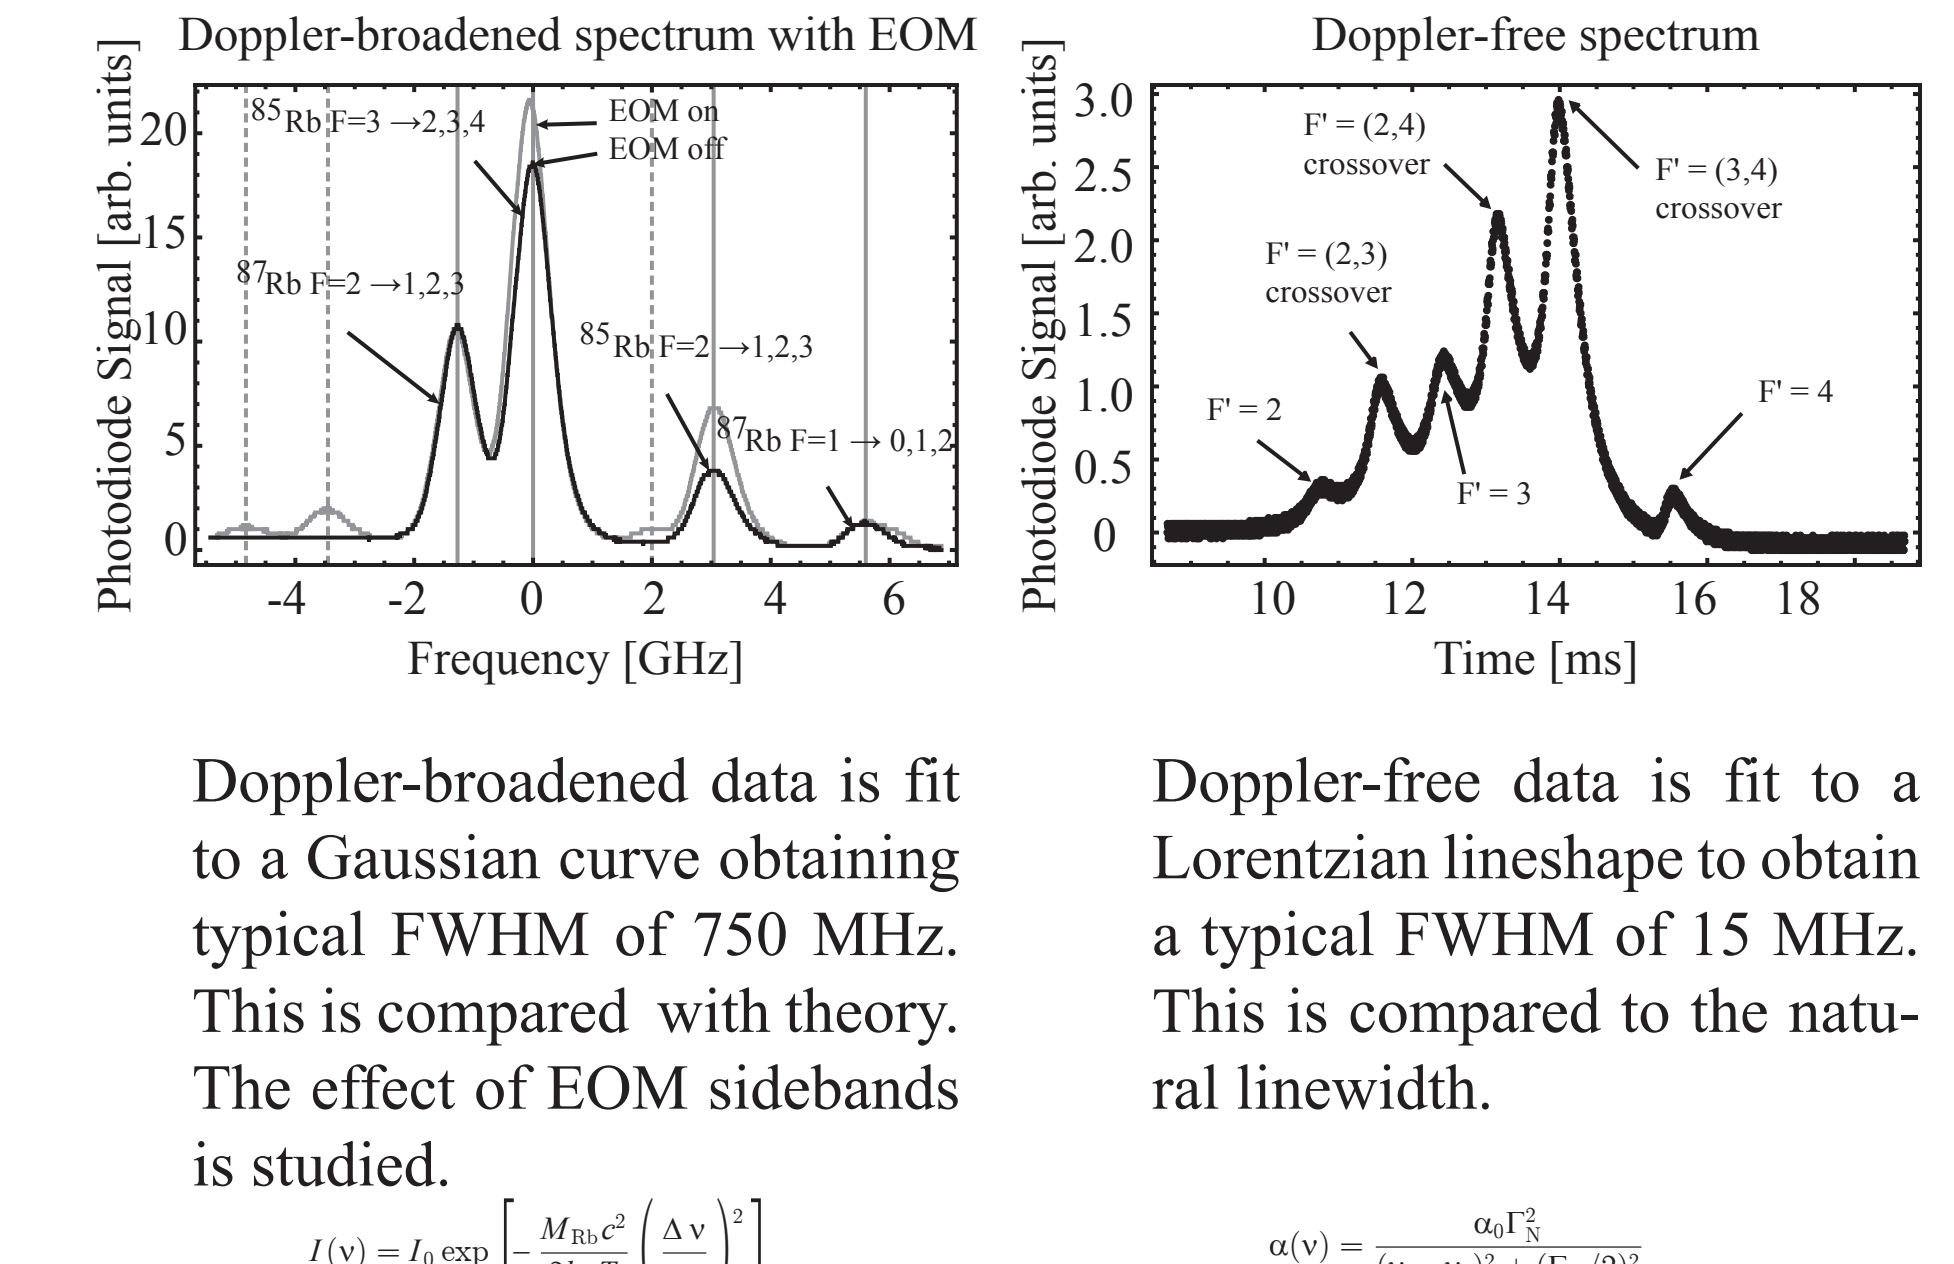 Doppler-broadened spectrum with EOM
Photodiode Signal [arb. units]
20
15
10
5
0
⁸⁵Rb F=3 →2,3,4
EOM on
EOM off
⁸⁷Rb F=2 →1,2,3
⁸⁵Rb F=2 →1,2,3
⁸⁷Rb F=1 → 0,1,2
-4 -2 0 2 4 6
Frequency [GHz]
Doppler-free spectrum
Photodiode Signal [arb. units]
3.0
2.5
2.0
1.5
1.0
0.5
0
F' = (2,4)
crossover
F' = (3,4)
crossover
F' = (2,3)
crossover
F' = 4
F' = 2
F' = 3
10 12 14 16 18
Time [ms]
Doppler-broadened data is fit
to a Gaussian curve obtaining
typical FWHM of 750 MHz.
This is compared with theory.
The effect of EOM sidebands
is studied.
I(ν) = I₀ exp [− M_Rb c² (Δ ν )²]
Doppler-free data is fit to a
Lorentzian lineshape to obtain
a typical FWHM of 15 MHz.
This is compared to the natu-
ral linewidth.
α(ν) = α₀Γ_N²